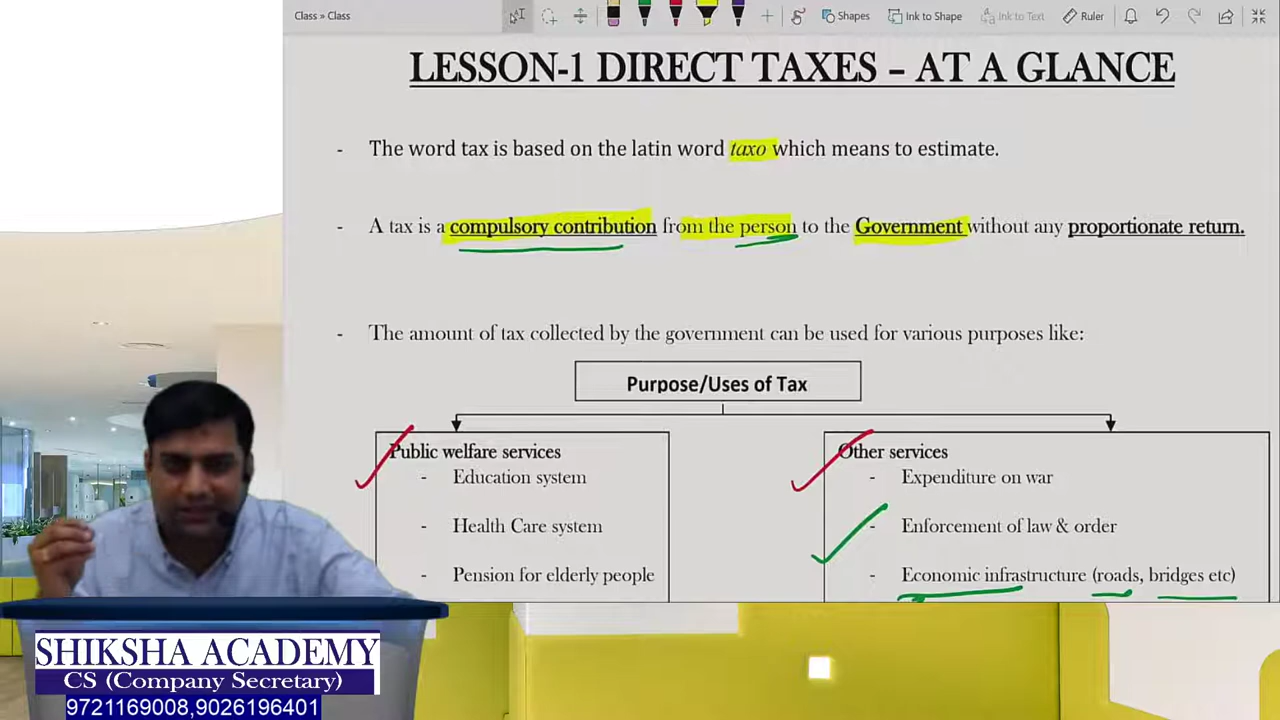 Class » Class
Shapes
Ink to Shape
Ink to Text
Ruler
LESSON-1 DIRECT TAXES – AT A GLANCE
- The word tax is based on the latin word taxo which means to estimate.
- A tax is a compulsory contribution from the person to the Government without any proportionate return.
- The amount of tax collected by the government can be used for various purposes like:
Purpose/Uses of Tax
Public welfare services
- Education system
- Health Care system
- Pension for elderly people
Other services
- Expenditure on war
- Enforcement of law & order
- Economic infrastructure (roads, bridges etc)
SHIKSHA ACADEMY
CS (Company Secretary)
9721169008,9026196401